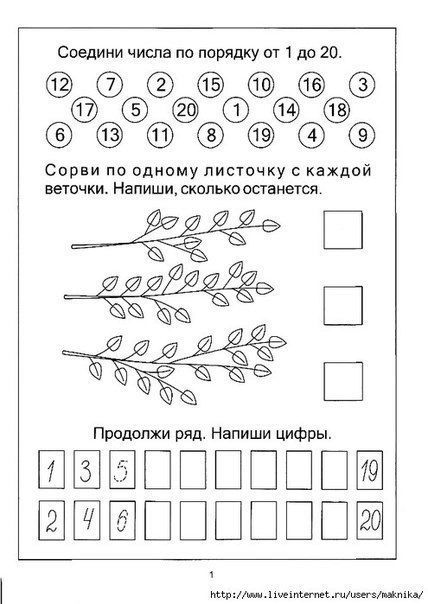 Соедини числа по порядку от 1 до 20.
12 7 2 15 10 16 3
17 5 20 1 14 18
6 13 11 8 19 4 9
Сорви по одному листочку с каждой
веточки. Напиши, сколько останется.
Продолжи ряд. Напиши цифры.
1 3 5 19
2 4 6 20
1
http://www.liveinternet.ru/users/maknika/